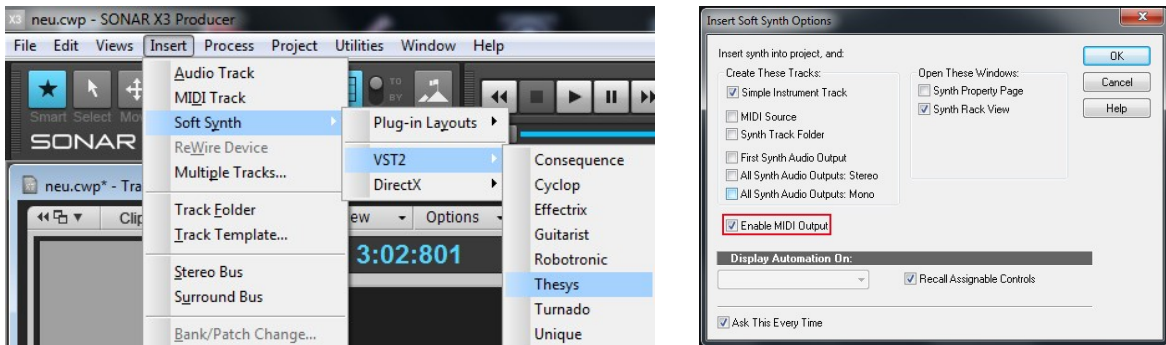 X3 neu.cwp - SONAR X3 Producer
File Edit Views Insert Process Project Utilities Window Help
Audio Track
MIDI Track
Soft Synth
ReWire Device
Multiple Tracks...
Track Folder
Track Template...
Stereo Bus
Surround Bus
Bank/Patch Change...
Smart Select Mov
SONAR
neu.cwp* - Tra
Clip
TO
BY
Plug-in Layouts
VST2
DirectX
ew Options
3:02:801
Consequence
Cyclop
Effectrix
Guitarist
Robotronic
Thesys
Turnado
Unique
Insert Soft Synth Options
Insert synth into project, and:
Create These Tracks:
Simple Instrument Track
MIDI Source
Synth Track Folder
First Synth Audio Output
All Synth Audio Outputs: Stereo
All Synth Audio Outputs: Mono
Enable MIDI Output
Open These Windows:
Synth Property Page
Synth Rack View
OK
Cancel
Help
Display Automation On:
Recall Assignable Controls
Ask This Every Time